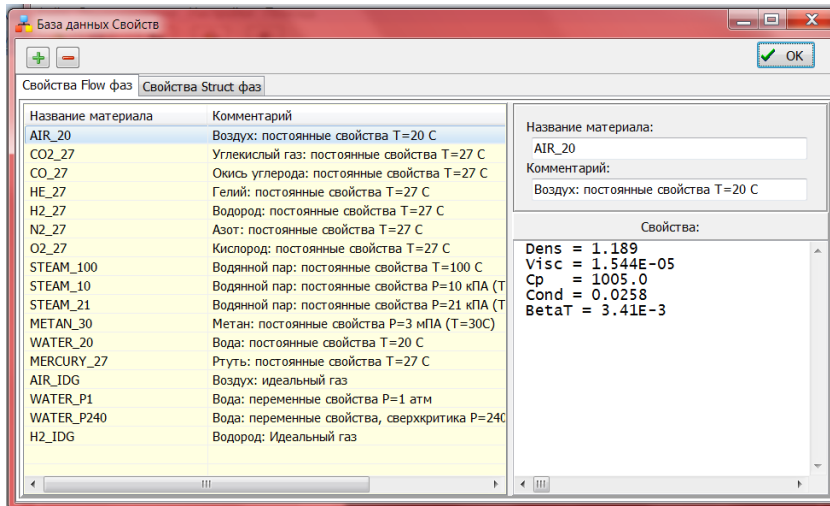 База данных Свойств
OK
Свойства Flow фаз Свойства Struct фаз
Название материала Комментарий
AIR_20 Воздух: постоянные свойства T=20 C
CO2_27 Углекислый газ: постоянные свойства T=27 C
CO_27 Окись углерода: постоянные свойства T=27 C
HE_27 Гелий: постоянные свойства T=27 C
H2_27 Водород: постоянные свойства T=27 C
N2_27 Азот: постоянные свойства T=27 C
O2_27 Кислород: постоянные свойства T=27 C
STEAM_100 Водянной пар: постоянные свойства T=100 C
STEAM_10 Водянной пар: постоянные свойства P=10 кПА (T
STEAM_21 Водянной пар: постоянные свойства P=21 кПА (T
METAN_30 Метан: постоянные свойства P=3 мПА (T=30C)
WATER_20 Вода: постоянные свойства T=20 C
MERCURY_27 Ртуть: постоянные свойства T=27 C
AIR_IDG Воздух: идеальный газ
WATER_P1 Вода: переменные свойства P=1 атм
WATER_P240 Вода: переменные свойства, сверхкритика P=240
H2_IDG Водород: Идеальный газ
Название материала:
AIR_20
Комментарий:
Воздух: постоянные свойства T=20 C
Свойства:
Dens = 1.189
Visc = 1.544E-05
Cp = 1005.0
Cond = 0.0258
BetaT = 3.41E-3